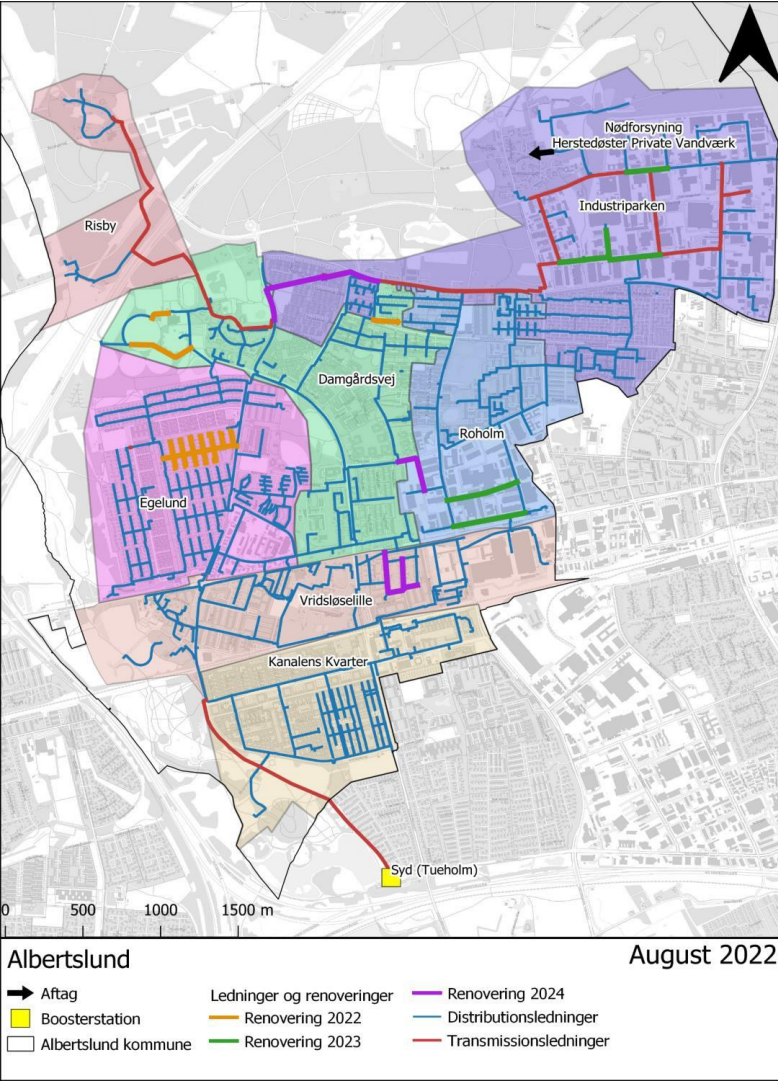 Nødforsyning
Herstedøster Private Vandværk
Industriparken
Risby
Damgårdsvej
Roholm
Egelund
Vridsløselille
Kanalens Kvarter
Syd (Tueholm)
0 500 1000 1500 m
Albertslund
August 2022
Aftag
Boosterstation
Albertslund kommune
Ledninger og renoveringer
Renovering 2022
Renovering 2023
Renovering 2024
Distributionsledninger
Transmissionsledninger